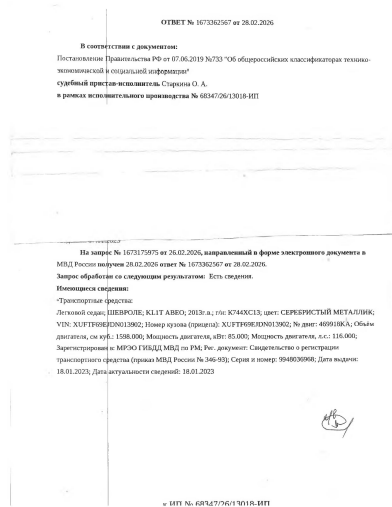 ОТВЕТ № 1673362567 от 28.02.2026
В соответствии с документом:
Постановление Правительства РФ от 07.06.2019 №733 "Об общероссийских классификаторах технико-
экономической и социальной информации"
судебный пристав-исполнитель Старкина О. А.
в рамках исполнительного производства № 68347/26/13018-ИП
На запрос № 1673175975 от 26.02.2026, направленный в форме электронного документа в
МВД России получен 28.02.2026 ответ № 1673362567 от 28.02.2026.
Запрос обработан со следующим результатом: Есть сведения.
Имеющиеся сведения:
•Транспортные средства:
Легковой седан; ШЕВРОЛЕ; KL1T АВЕО; 2013г.в.; г/н: К744ХС13; цвет: СЕРЕБРИСТЫЙ МЕТАЛЛИК;
VIN: XUFTF69EJDN013902; Номер кузова (прицепа): XUFTF69EJDN013902; № двиг: 469918КА; Объём
двигателя, см куб.: 1598.000; Мощность двигателя, кВт: 85.000; Мощность двигателя, л.с.: 116.000;
Зарегистрирован в: МРЭО ГИБДД МВД по РМ; Рег. документ: Свидетельство о регистрации
транспортного средства (приказ МВД России № 346-93); Серия и номер: 9948036968; Дата выдачи:
18.01.2023; Дата актуальности сведений: 18.01.2023
к ИП № 68347/26/13018-ИП